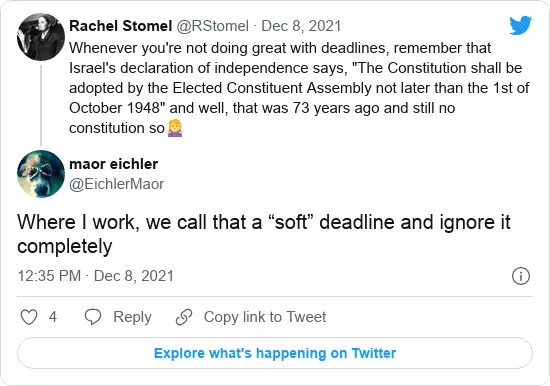 Rachel Stomel @RStomel · Dec 8, 2021
Whenever you're not doing great with deadlines, remember that
Israel's declaration of independence says, "The Constitution shall be
adopted by the Elected Constituent Assembly not later than the 1st of
October 1948" and well, that was 73 years ago and still no
constitution so🤷‍♀️
maor eichler
@EichlerMaor
Where I work, we call that a “soft” deadline and ignore it
completely
12:35 PM · Dec 8, 2021
4 Reply Copy link to Tweet
Explore what's happening on Twitter